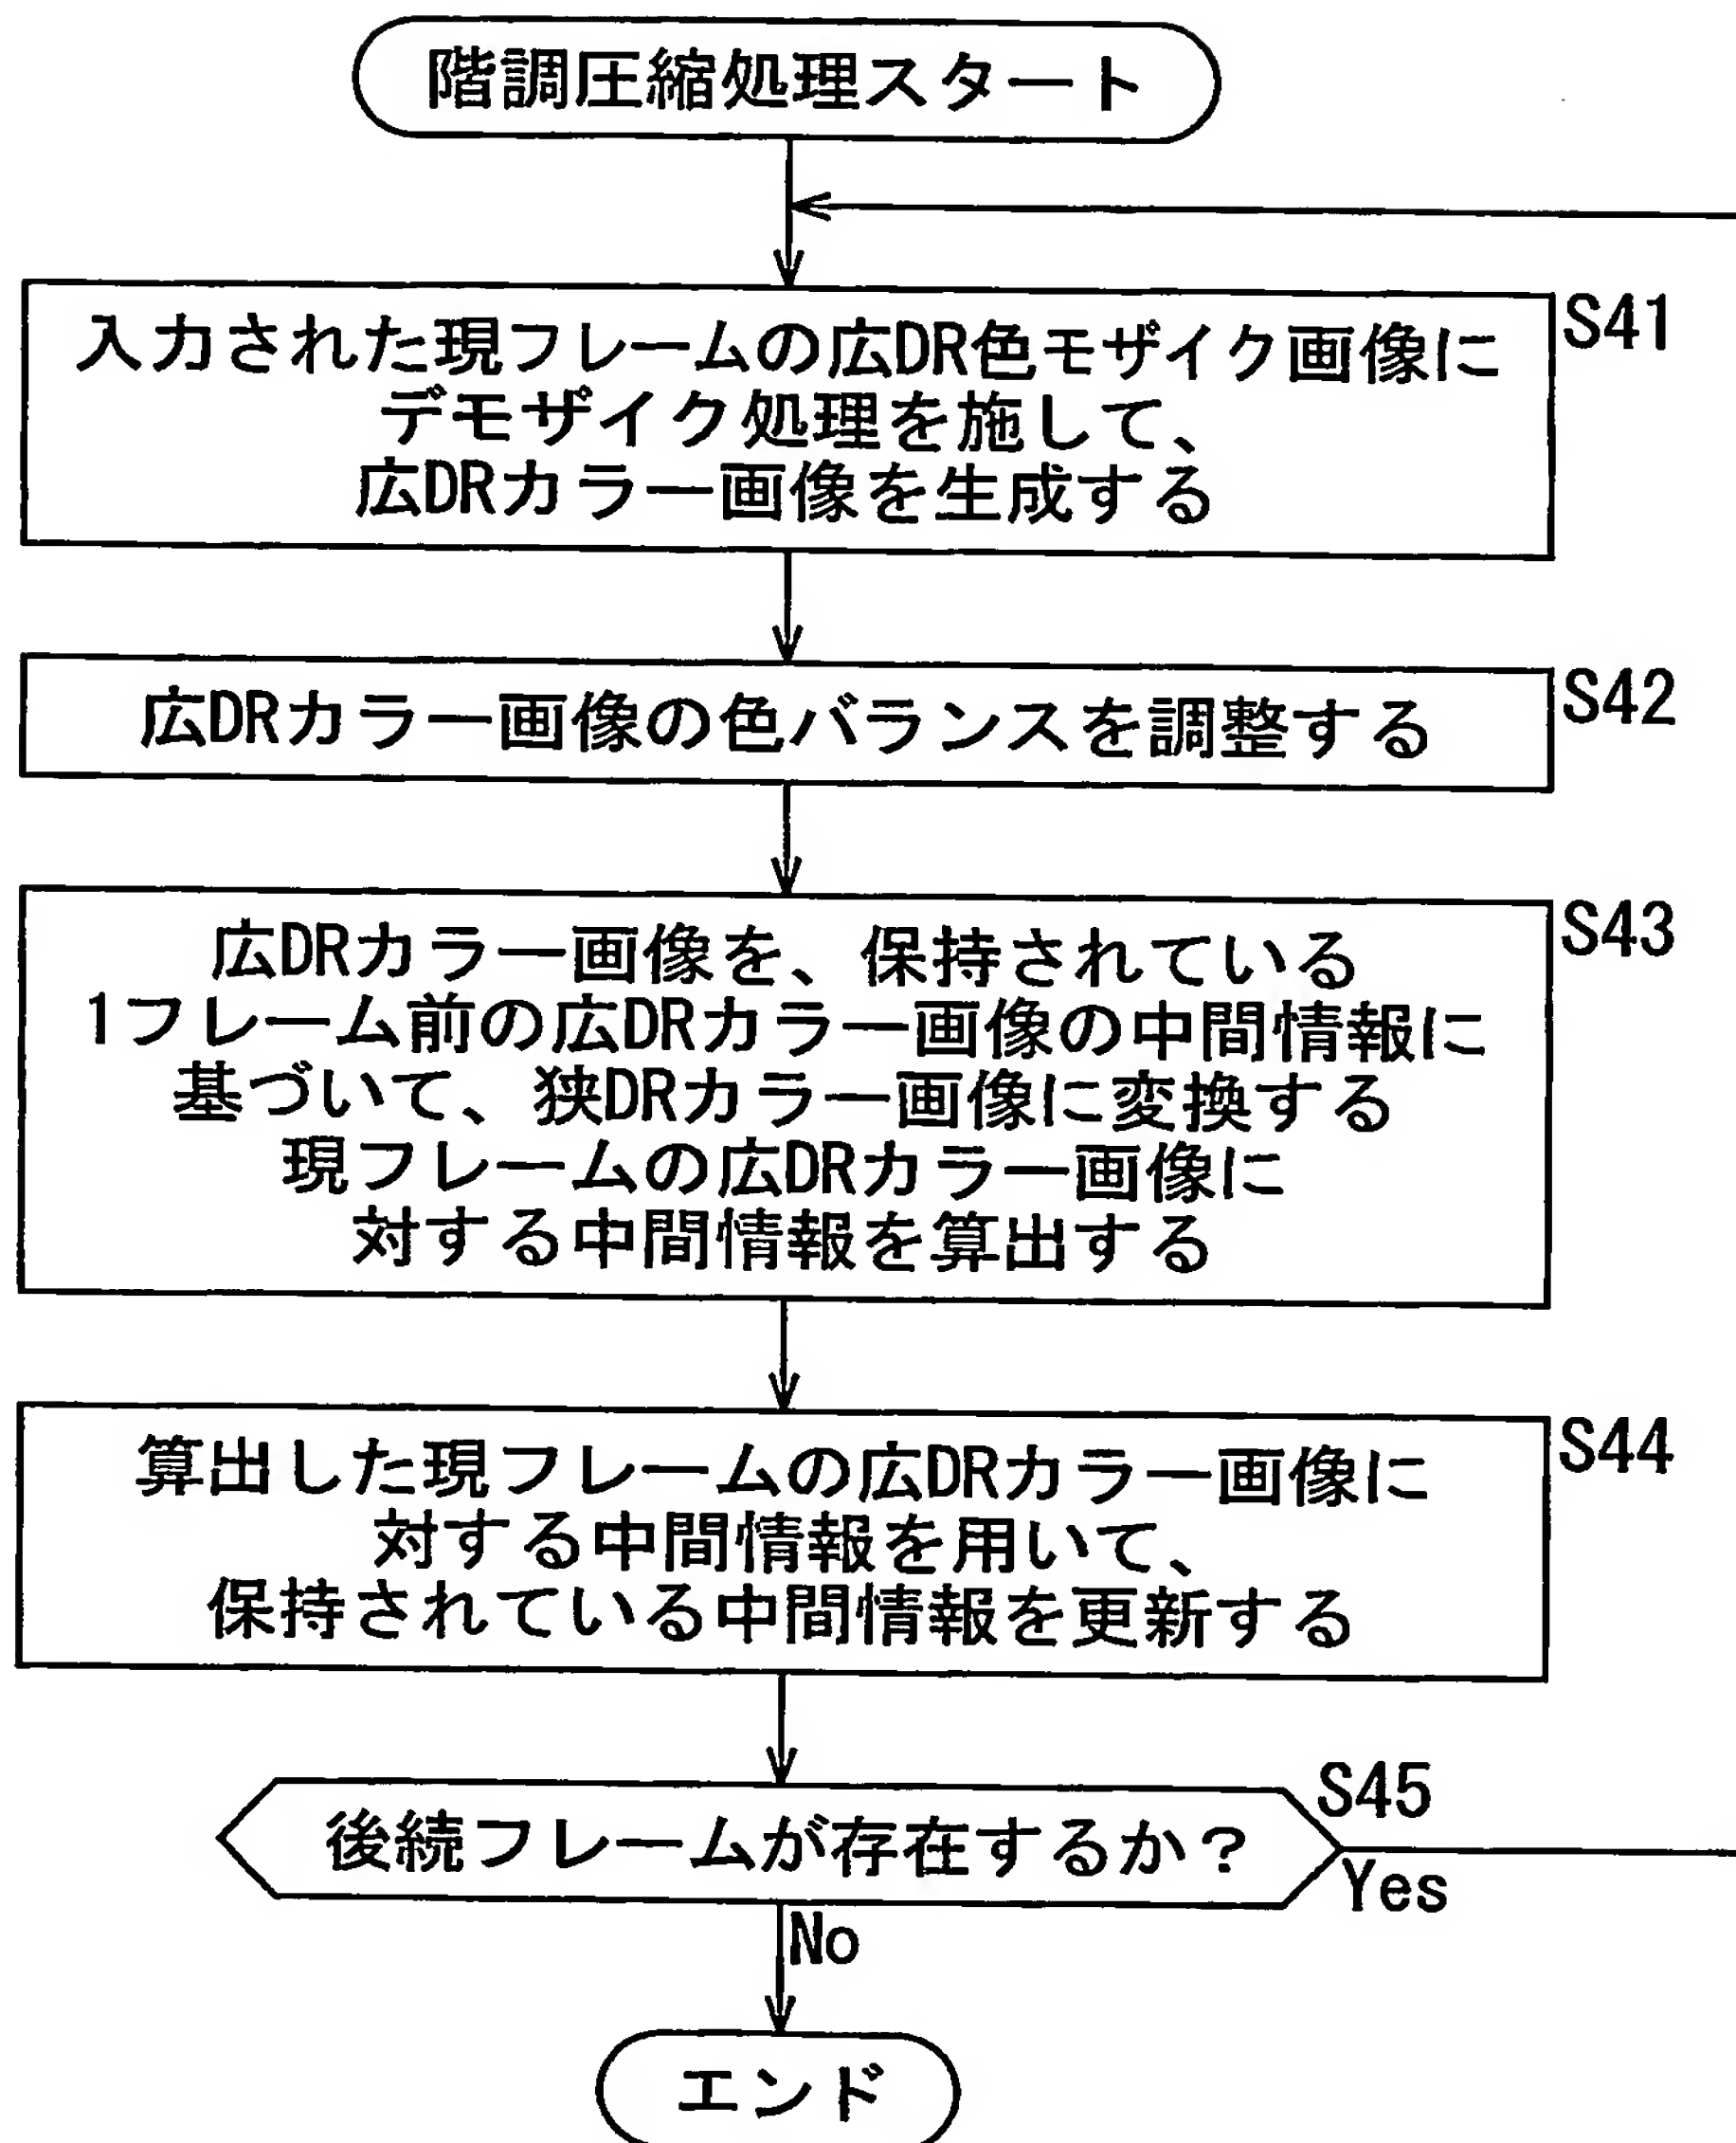 階調圧縮処理スタート
入力された現フレームの広DR色モザイク画像に
デモザイク処理を施して、
広DRカラー画像を生成する
S41
広DRカラー画像の色バランスを調整する
S42
広DRカラー画像を、保持されている
1フレーム前の広DRカラー画像の中間情報に
基づいて、狭DRカラー画像に変換する
現フレームの広DRカラー画像に
対する中間情報を算出する
S43
算出した現フレームの広DRカラー画像に
対する中間情報を用いて、
保持されている中間情報を更新する
S44
後続フレームが存在するか?
S45
Yes
No
エンド